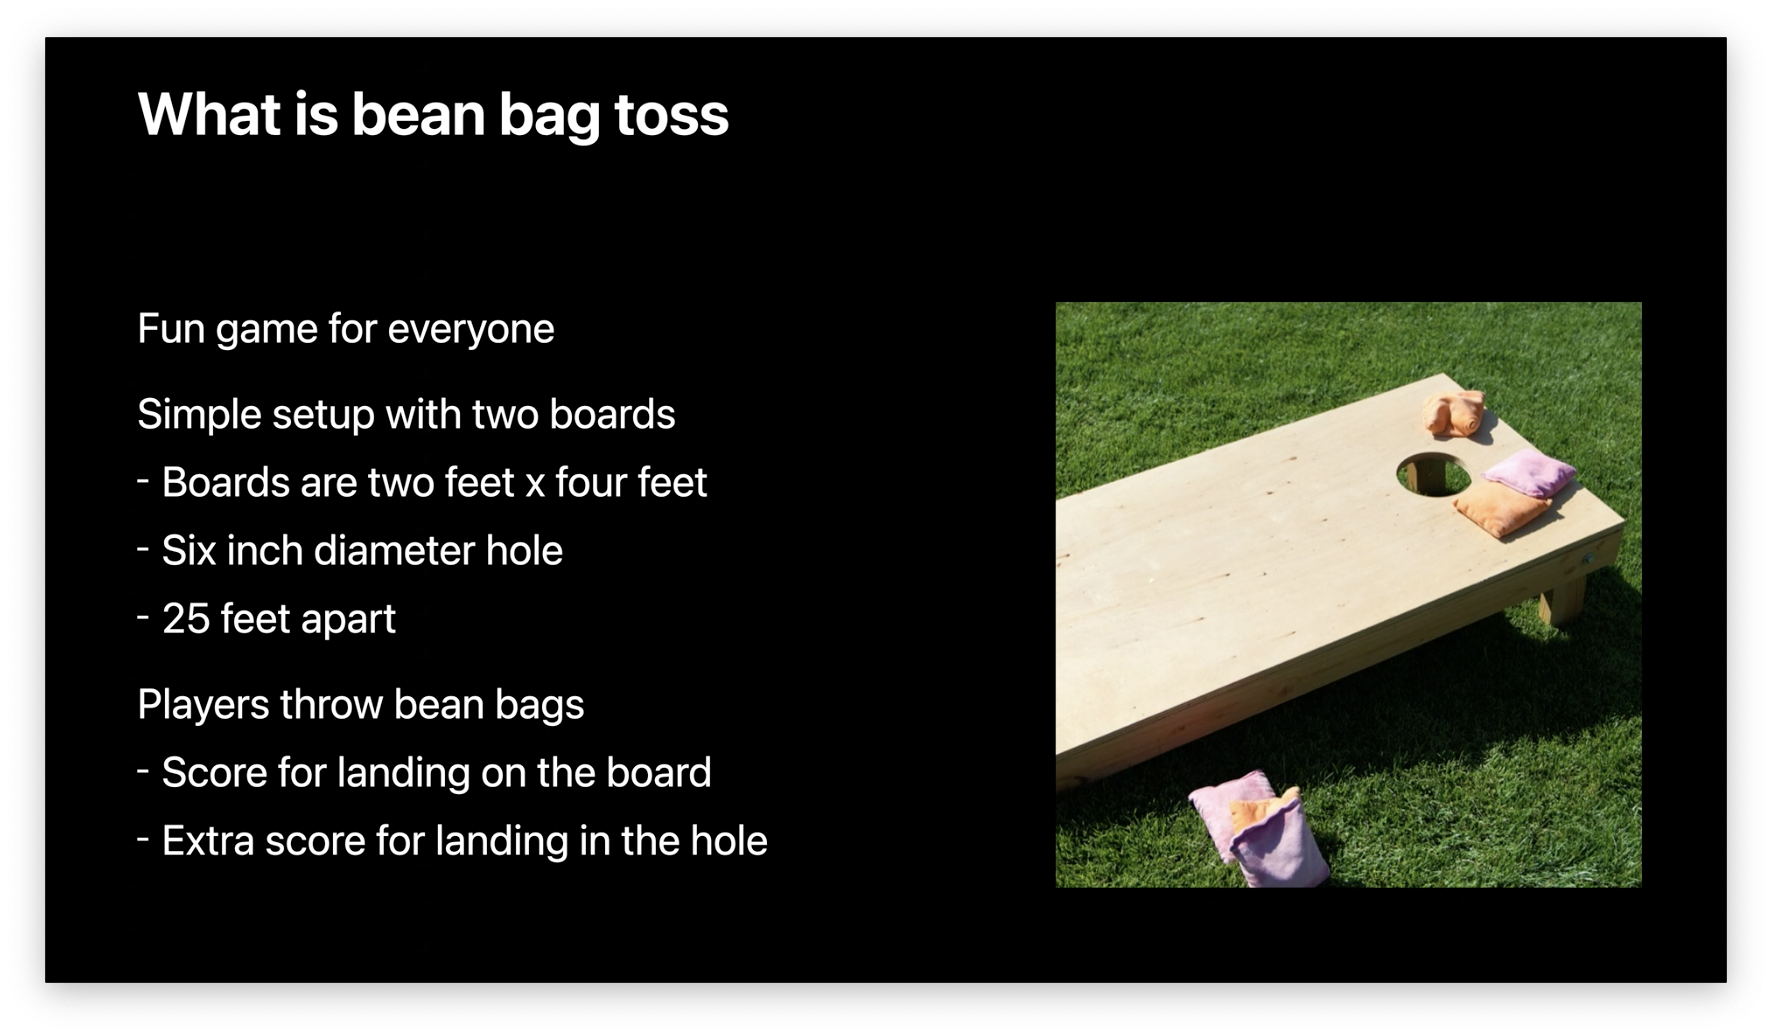 What is bean bag toss
Fun game for everyone
Simple setup with two boards
- Boards are two feet x four feet
- Six inch diameter hole
- 25 feet apart
Players throw bean bags
- Score for landing on the board
- Extra score for landing in the hole